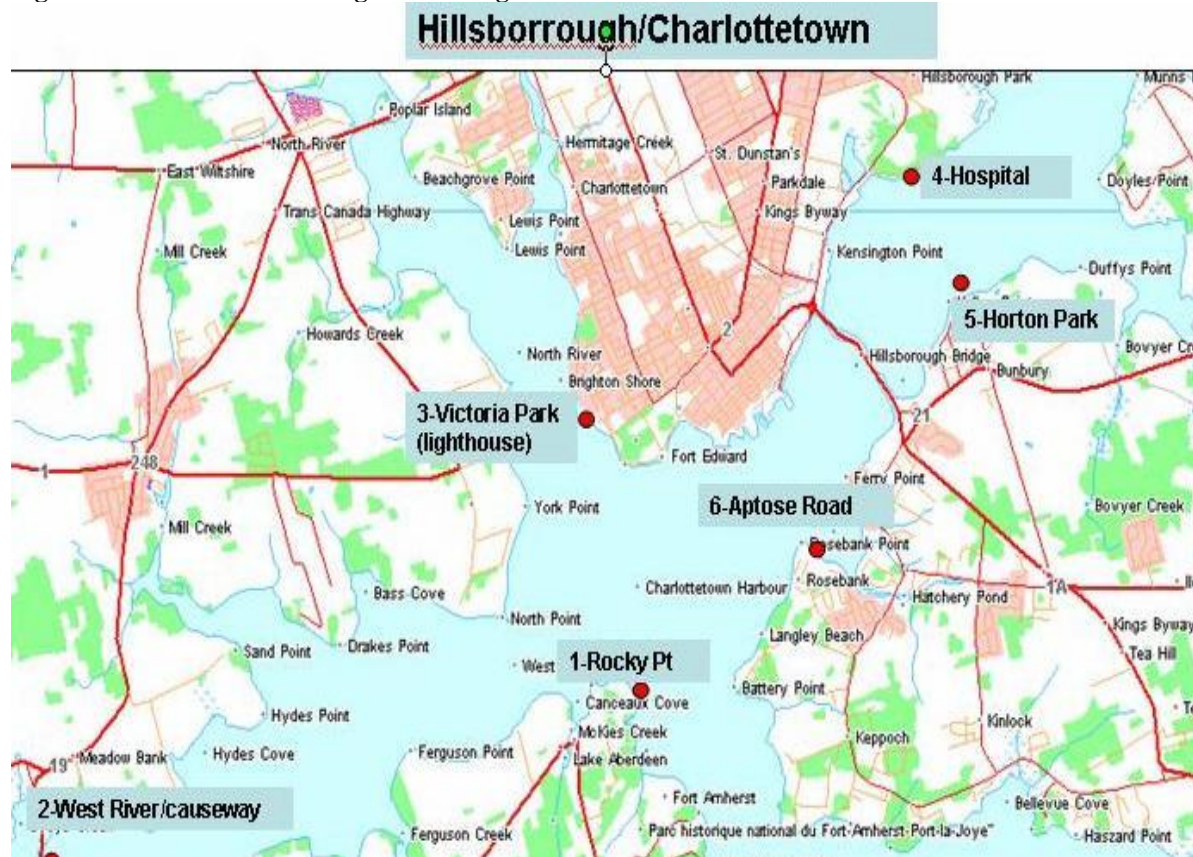 Hillsborrough/Charlottetown
Hillsborough Park
Munns
Poplar Island
North River
Hermitage Creek
St. Dunstan's
East Wiltshire
Beachgrove Point
Charlottetown
Parkdale
4-Hospital
Doyles Point
Trans Canada Highway
Lewis Point
Kings Byway
Mill Creek
Lewis Point
Kensington Point
Duffys Point
5-Horton Park
Howards Creek
2
North River
Hillsborough Bridge
Bovyer Cr
Brighton Shore
Bunbury
3-Victoria Park
(lighthouse)
21
248
1
Fort Edward
Ferry Point
6-Aptose Road
York Point
Bovyer Creek
Mill Creek
Rosebank Point
Bass Cove
Charlottetown Harbour
Rosebank
Hatchery Pond
1A
North Point
Kings Byway
Sand Point
Drakes Point
Langley Beach
Tea Hill
West
1-Rocky Pt
Battery Point
Canceaux Cove
Hydes Point
Kinlock
McKies Creek
Keppoch
Meadow Bank
Hydes Cove
Ferguson Point
Lake Aberdeen
19
2-West River/causeway
Fort Amherst
Bellevue Cove
Ferguson Creek
Parc historique national du Fort-Amherst-Port-la-Joye"
Haszard Point